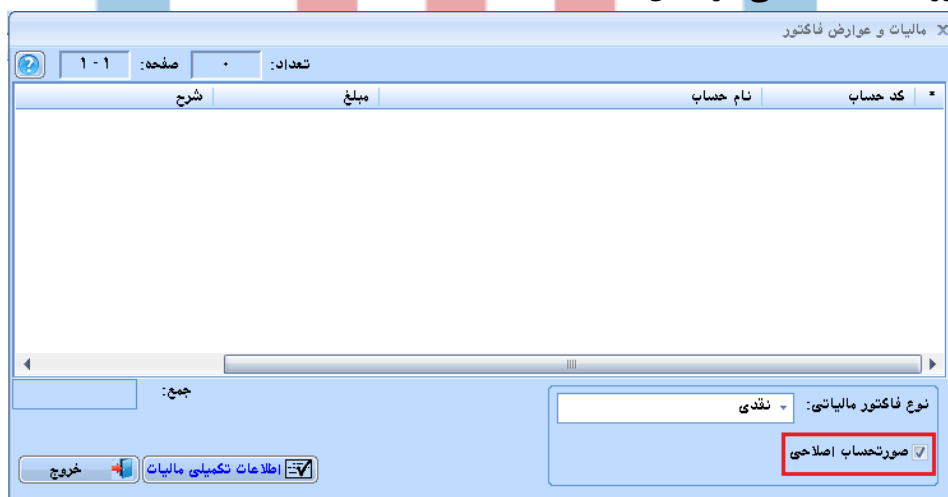 مالیات و عوارض فاکتور
تعداد: ۰ صفحه: ۱ - ۱
* کد حساب نام حساب مبلغ شرح
جمع:
نوع فاکتور مالیاتی: نقدی
صورتحساب اصلاحی
اطلاعات تکمیلی مالیات خروج